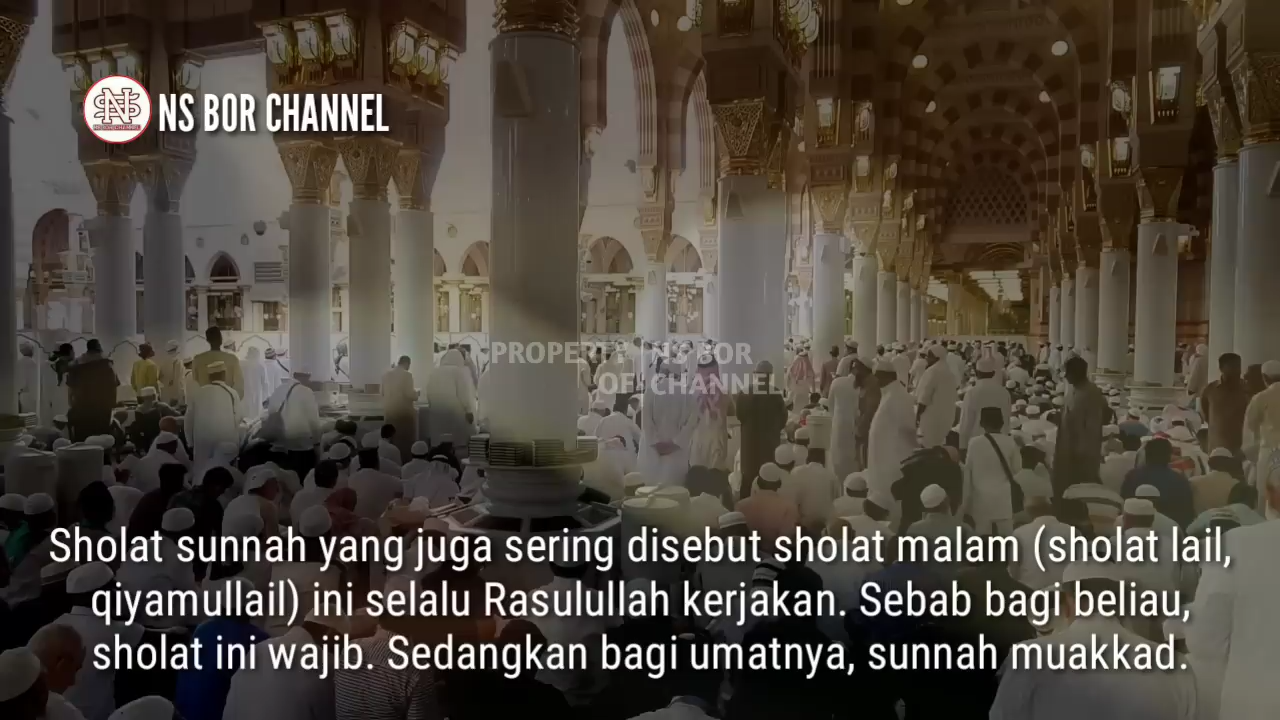 NS BOR CHANNEL
PROPERTY OF NS BOR CHANNEL
Sholat sunnah yang juga sering disebut sholat malam (sholat lail,
qiyamullail) ini selalu Rasulullah kerjakan. Sebab bagi beliau,
sholat ini wajib. Sedangkan bagi umatnya, sunnah muakkad.